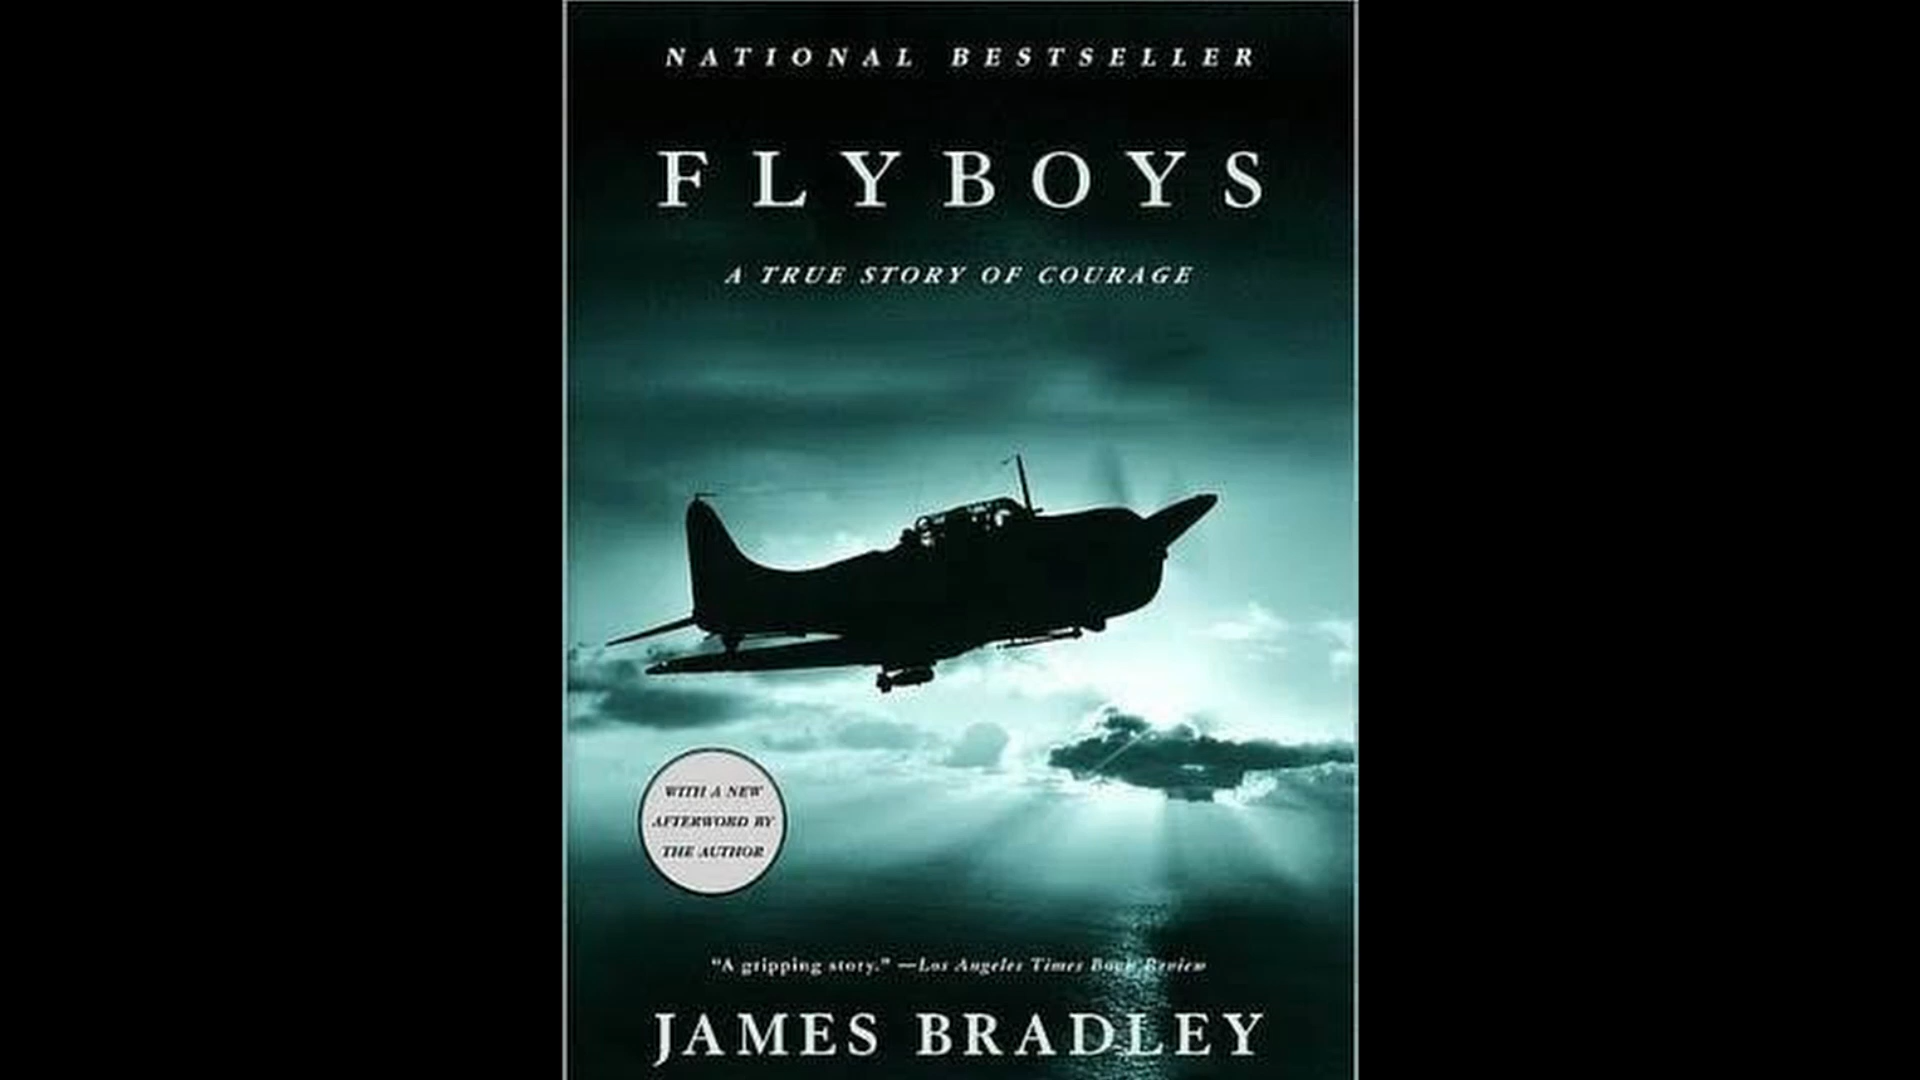 NATIONAL BESTSELLER
FLYBOYS
A TRUE STORY OF COURAGE
WITH A NEW
AFTERWORD BY
THE AUTHOR
“A gripping story.” —Los Angeles Times Book Review
JAMES BRADLEY